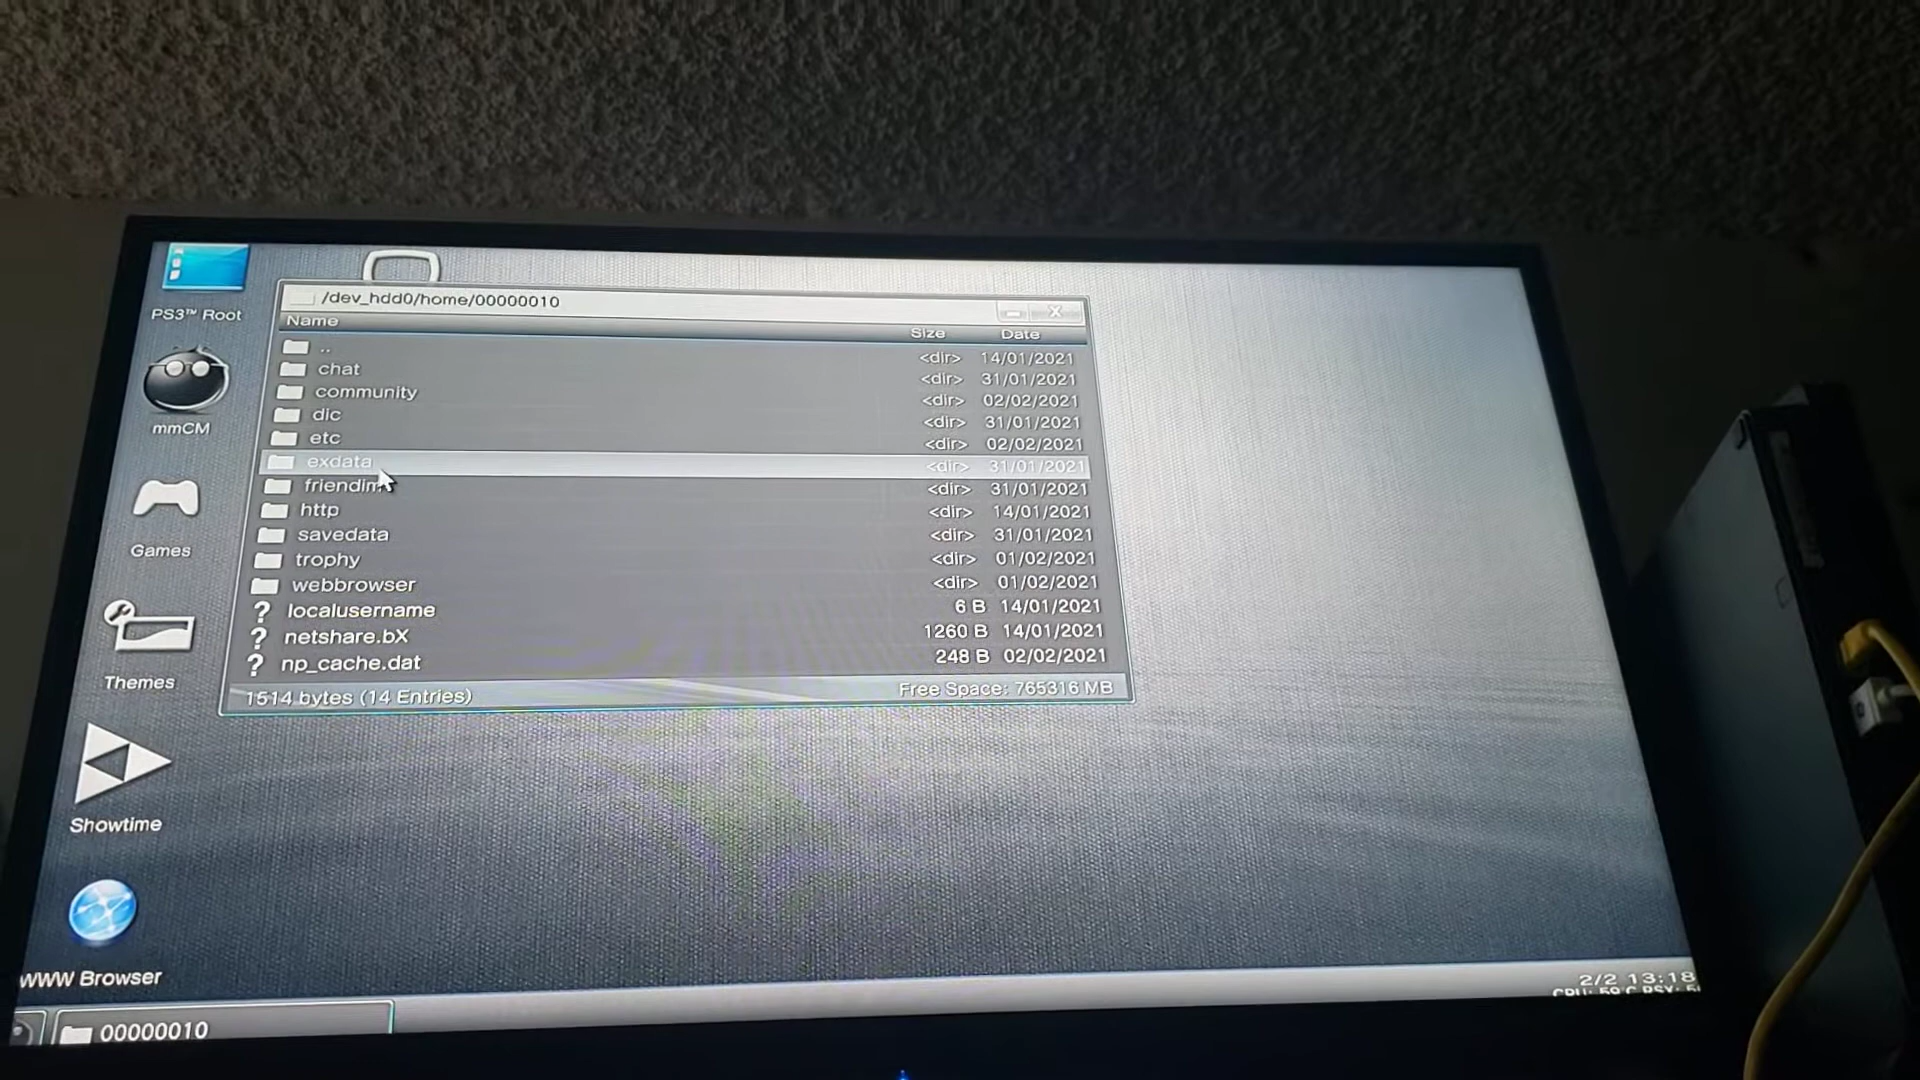 PS3™ Root
mmCM
Games
Themes
Showtime
WWW Browser
/dev_hdd0/home/00000010
Name Size Date
.. <dir> 14/01/2021
chat <dir> 31/01/2021
community <dir> 02/02/2021
dic <dir> 31/01/2021
etc <dir> 02/02/2021
exdata <dir> 31/01/2021
<dir> 31/01/2021
http <dir> 14/01/2021
savedata <dir> 31/01/2021
trophy <dir> 01/02/2021
webbrowser <dir> 01/02/2021
? localusername 6 B 14/01/2021
? netshare.bX 1260 B 14/01/2021
? np_cache.dat 248 B 02/02/2021
1514 bytes (14 Entries) Free Space: 765316 MB
2/2 13:18
00000010